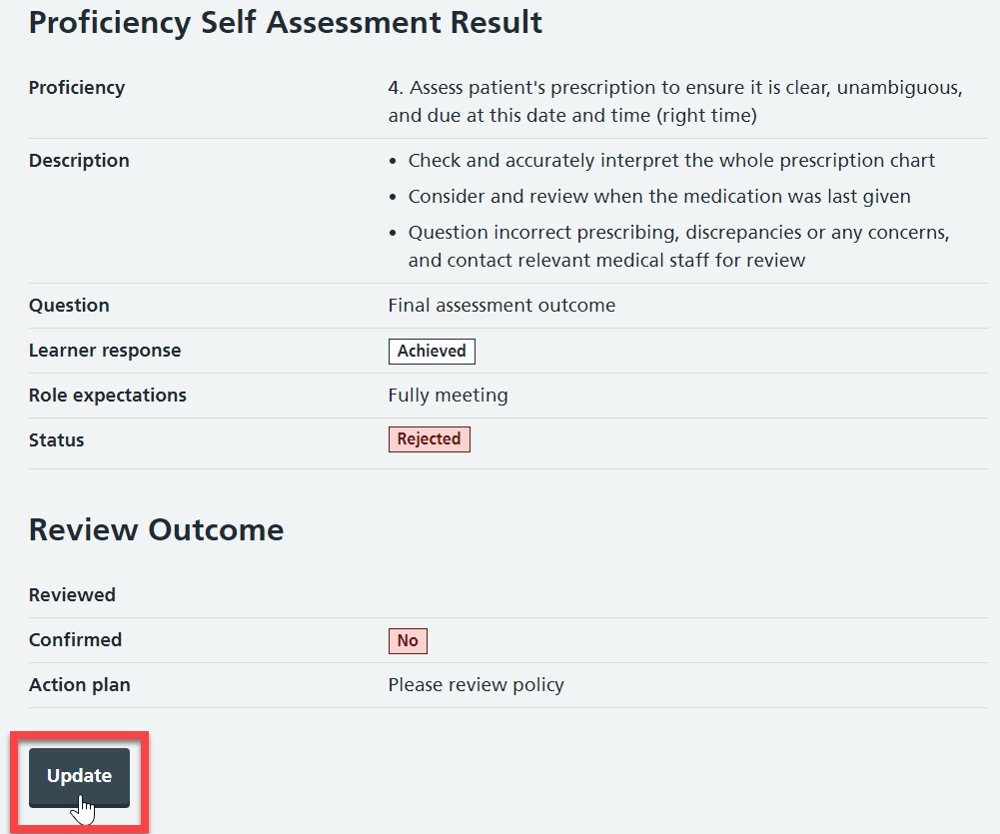 Proficiency Self Assessment Result
Proficiency
4. Assess patient's prescription to ensure it is clear, unambiguous,
and due at this date and time (right time)
Description
• Check and accurately interpret the whole prescription chart
• Consider and review when the medication was last given
• Question incorrect prescribing, discrepancies or any concerns,
and contact relevant medical staff for review
Question
Final assessment outcome
Learner response
Achieved
Role expectations
Fully meeting
Status
Rejected
Review Outcome
Reviewed
Confirmed
No
Action plan
Please review policy
Update